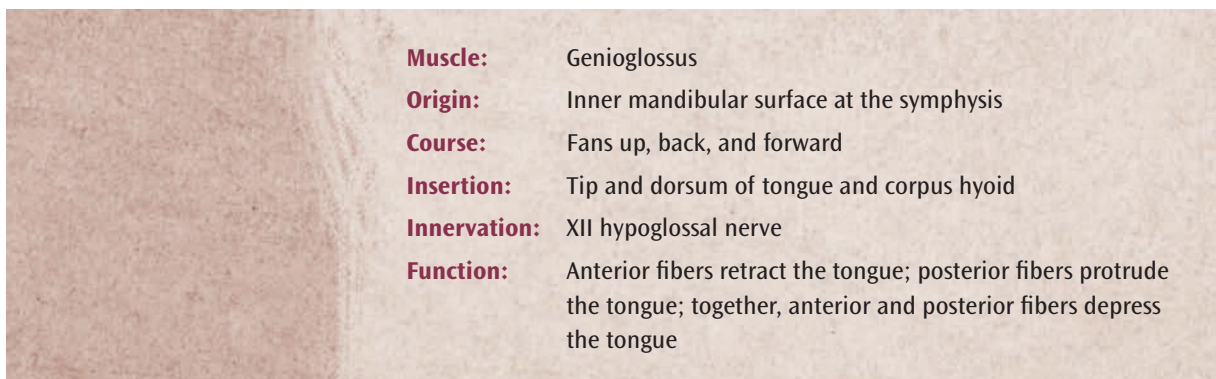 Muscle: Genioglossus
Origin: Inner mandibular surface at the symphysis
Course: Fans up, back, and forward
Insertion: Tip and dorsum of tongue and corpus hyoid
Innervation: XII hypoglossal nerve
Function: Anterior fibers retract the tongue; posterior fibers protrude
the tongue; together, anterior and posterior fibers depress
the tongue